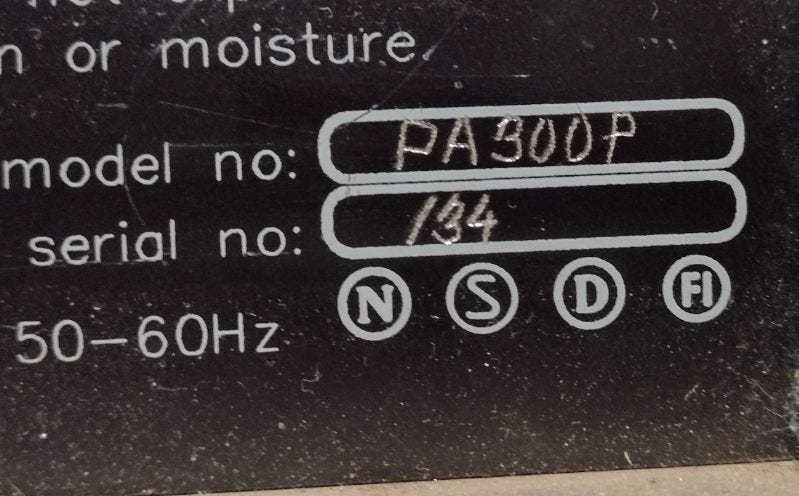 n or moisture.
model no: PA300P
serial no: 134
50-60Hz N S D FI